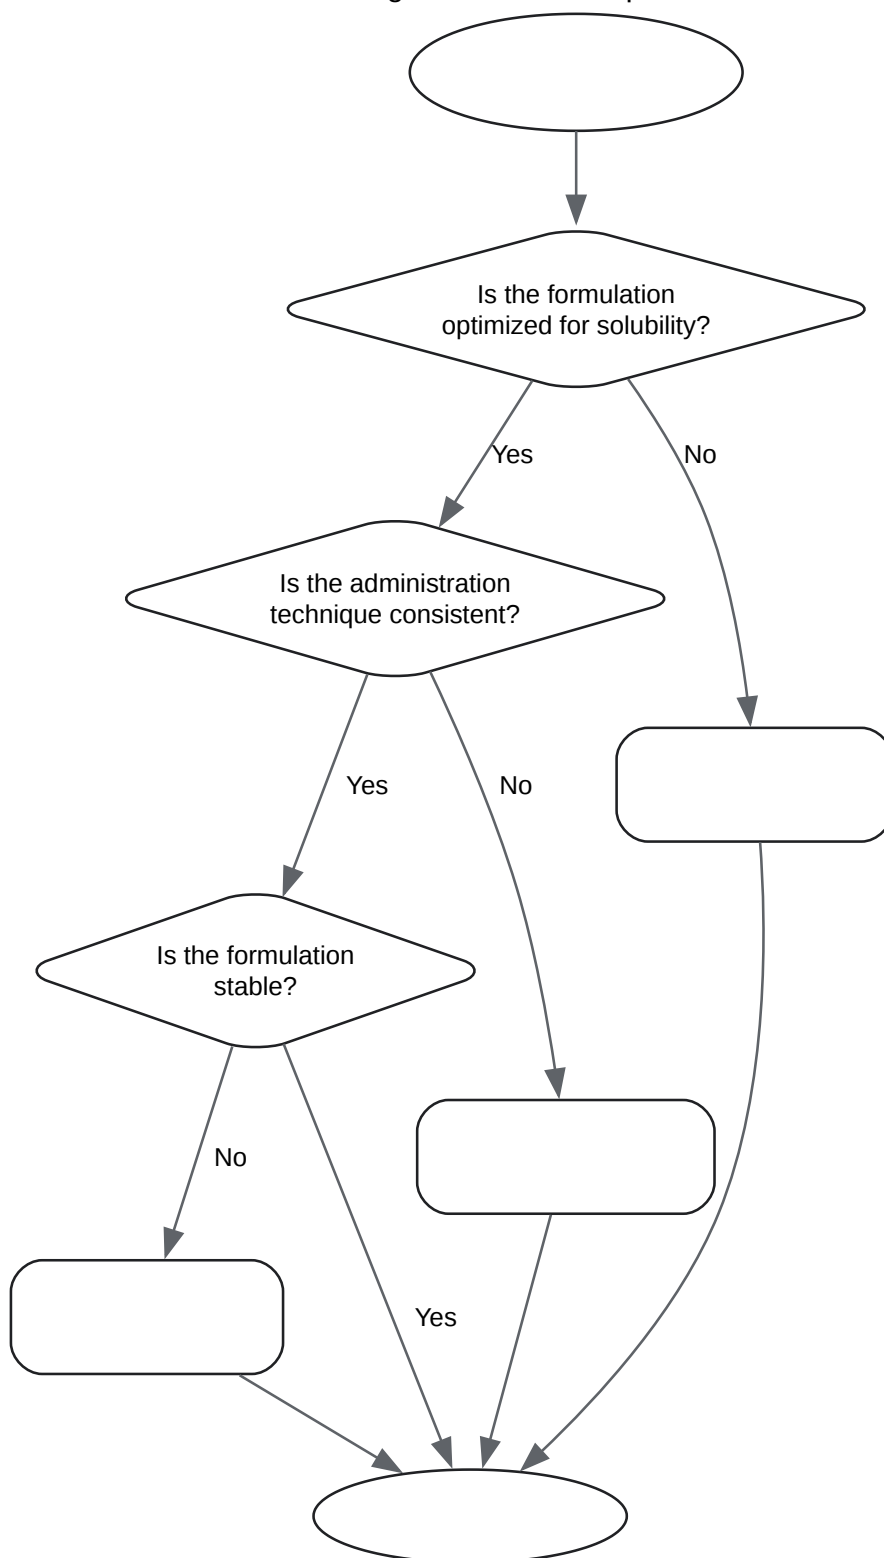 Is the formulation
optimized for solubility?
Yes
No
Is the administration
technique consistent?
Yes
No
Is the formulation
stable?
No
Yes